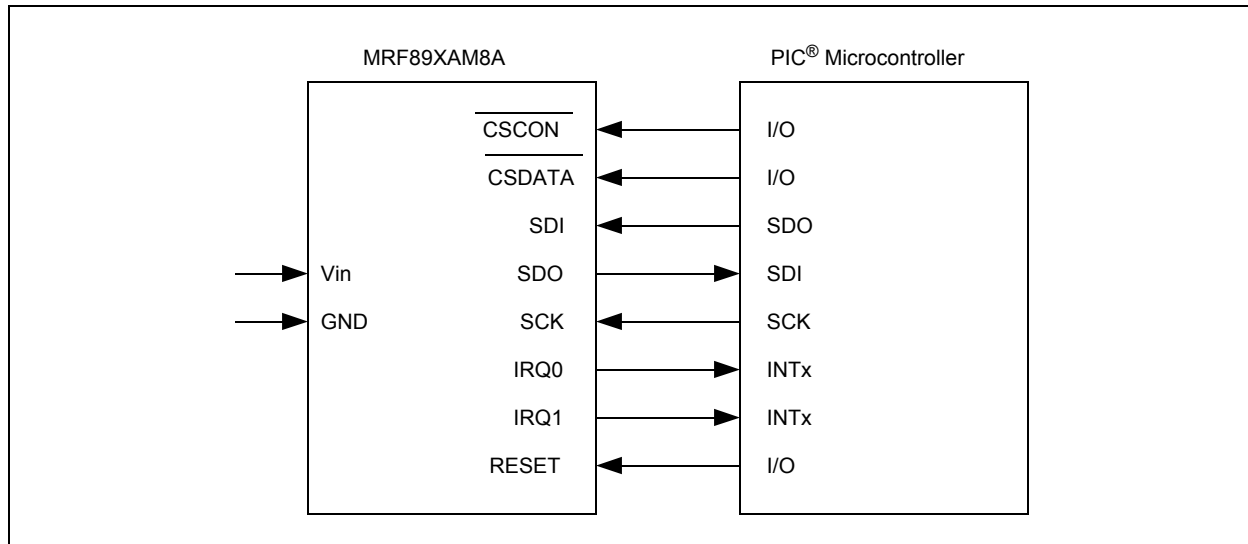 MRF89XAM8A PIC® Microcontroller
CSCON I/O
CSDATA I/O
SDI SDO
Vin SDO SDI
GND SCK SCK
IRQ0 INTx
IRQ1 INTx
RESET I/O